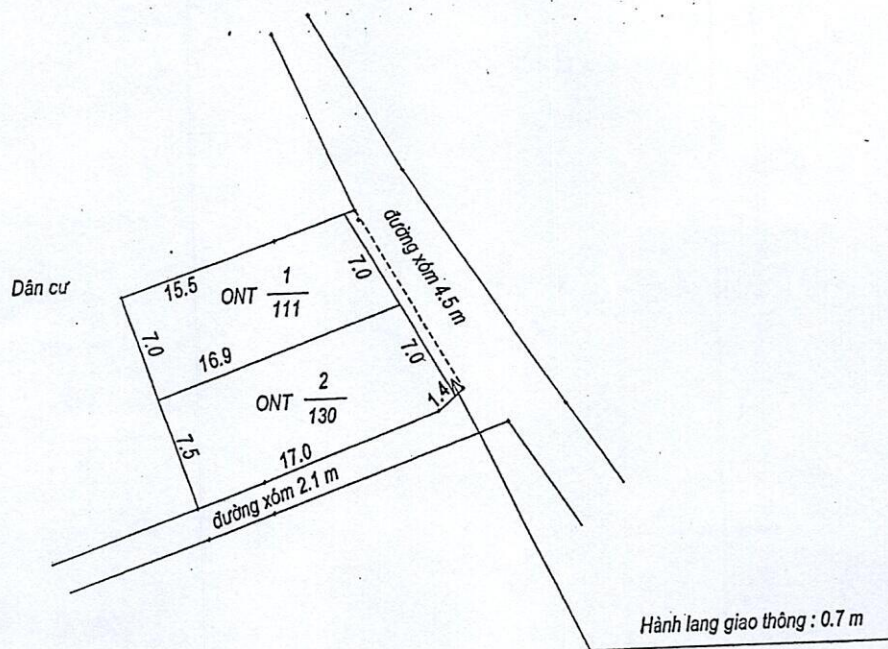 đường xóm 4.5 m
Dân cư
15.5
ONT 1/111
7.0
7.0
16.9
ONT 2/130
7.0
1.4
7.5
17.0
đường xóm 2.1 m
Hành lang giao thông : 0.7 m